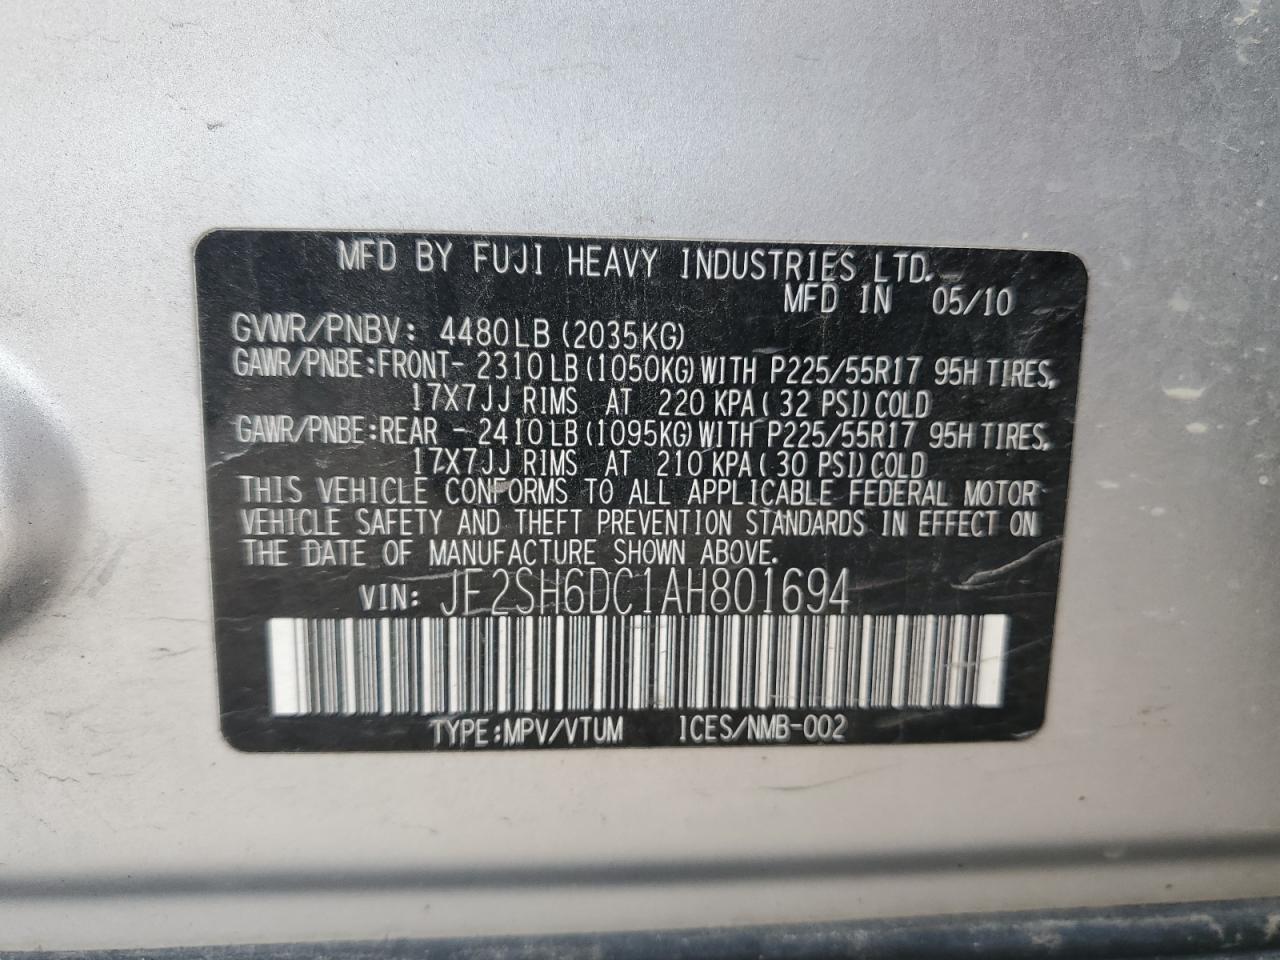 MFD BY FUJI HEAVY INDUSTRIES LTD.
MFD IN 05/10
GVWR/PNBV: 4480LB (2035KG)
GAWR/PNBE:FRONT- 2310LB(1050KG)WITH P225/55R17 95H TIRES,
17X7JJ RIMS AT 220 KPA( 32 PSI)COLD
GAWR/PNBE:REAR - 2410LB(1095KG)WITH P225/55R17 95H TIRES,
17X7JJ RIMS AT 210 KPA( 30 PSI)COLD
THIS VEHICLE CONFORMS TO ALL APPLICABLE FEDERAL MOTOR
VEHICLE SAFETY AND THEFT PREVENTION STANDARDS IN EFFECT ON
THE DATE OF MANUFACTURE SHOWN ABOVE.
VIN: JF2SH6DC1AH801694
TYPE:MPV/VTUM ICES/NMB-002